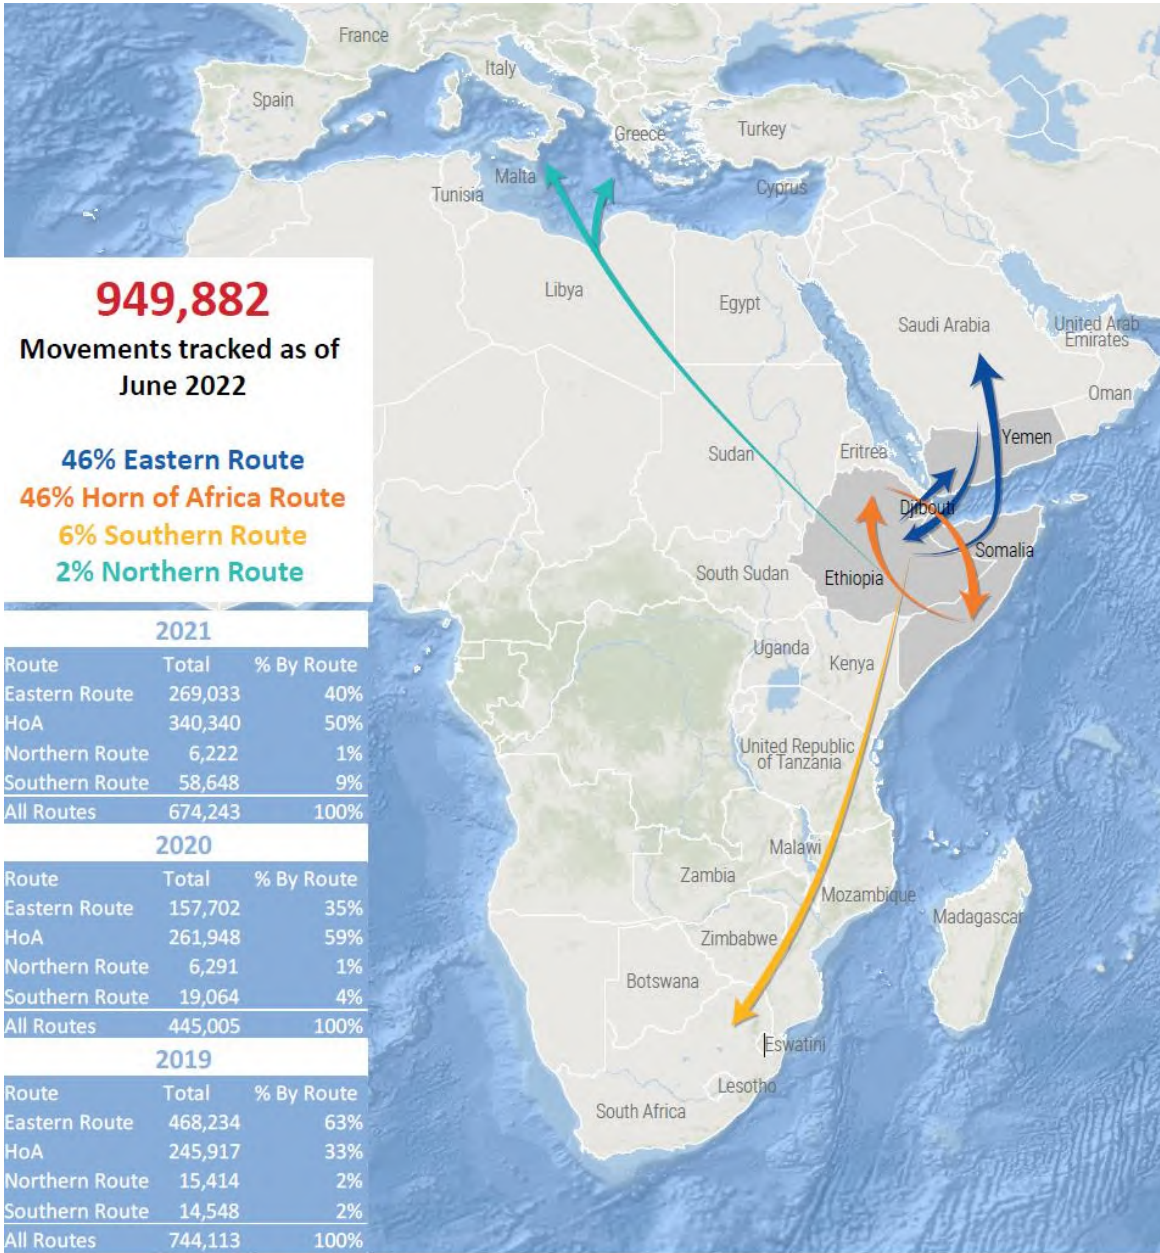 France
Italy
Spain
Greece
Turkey
Malta
Tunisia
Cyprus
Libya
Egypt
Saudi Arabia
United Arab
Emirates
Oman
Yemen
Eritrea
Sudan
Djibouti
Somalia
Ethiopia
South Sudan
Uganda
Kenya
United Republic
of Tanzania
Malawi
Zambia
Mozambique
Madagascar
Zimbabwe
Botswana
Eswatini
Lesotho
South Africa
949,882
Movements tracked as of
June 2022
46% Eastern Route
46% Horn of Africa Route
6% Southern Route
2% Northern Route
2021
Route Total % By Route
Eastern Route 269,033 40%
HoA 340,340 50%
Northern Route 6,222 1%
Southern Route 58,648 9%
All Routes 674,243 100%
2020
Route Total % By Route
Eastern Route 157,702 35%
HoA 261,948 59%
Northern Route 6,291 1%
Southern Route 19,064 4%
All Routes 445,005 100%
2019
Route Total % By Route
Eastern Route 468,234 63%
HoA 245,917 33%
Northern Route 15,414 2%
Southern Route 14,548 2%
All Routes 744,113 100%